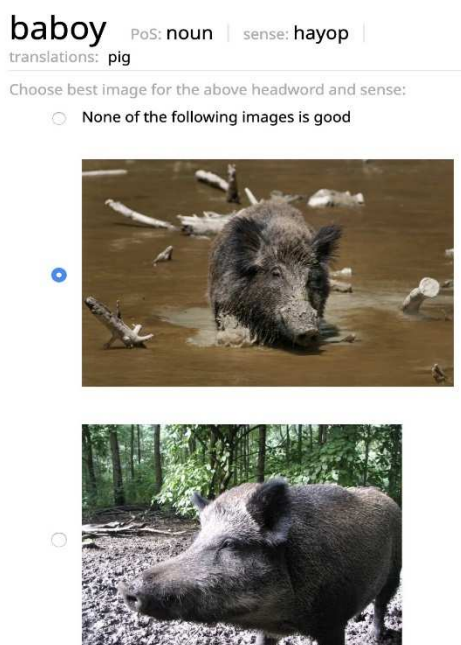 baboy PoS: noun sense: hayop
translations: pig
Choose best image for the above headword and sense:
None of the following images is good